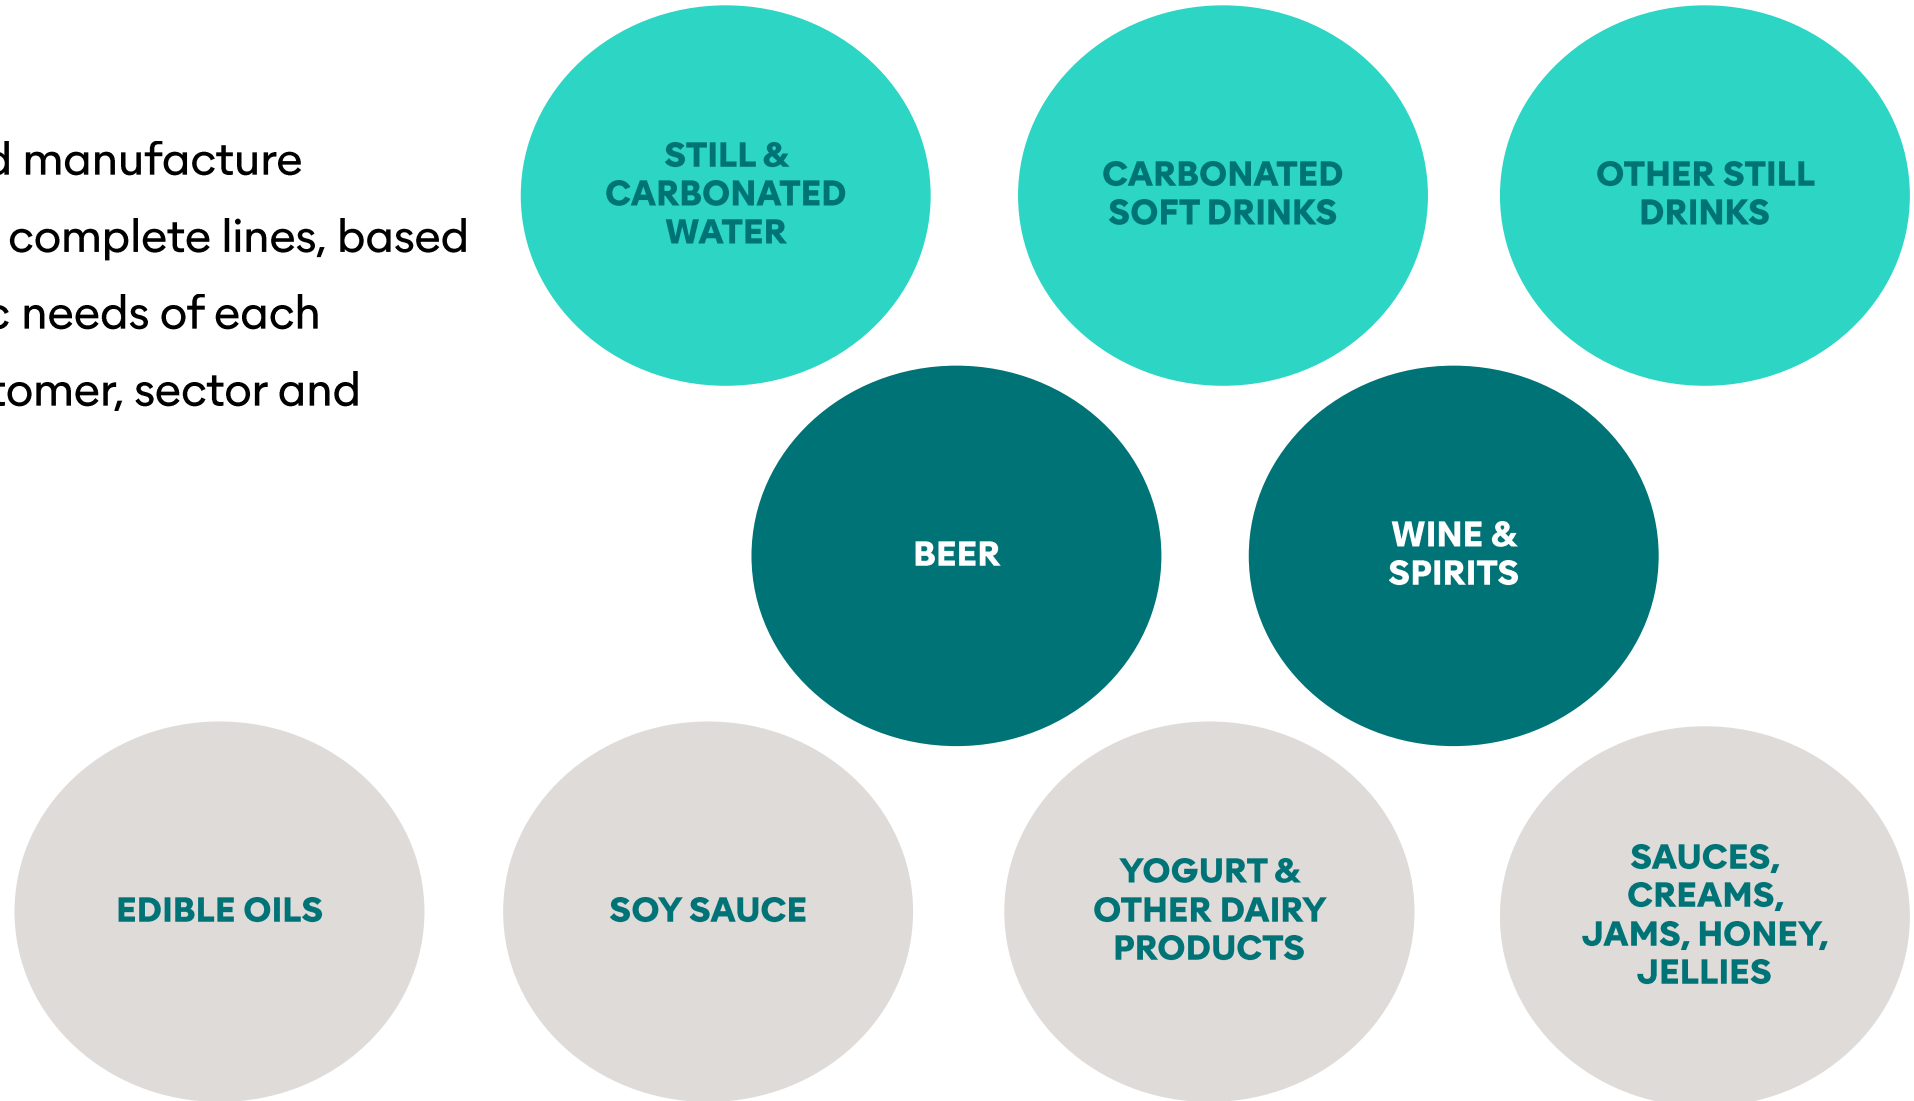 manufacture
complete lines, based
needs of each
sector and
STILL &
CARBONATED
WATER
CARBONATED
SOFT DRINKS
OTHER STILL
DRINKS
BEER
WINE &
SPIRITS
EDIBLE OILS
SOY SAUCE
YOGURT &
OTHER DAIRY
PRODUCTS
SAUCES,
CREAMS,
JAMS, HONEY,
JELLIES